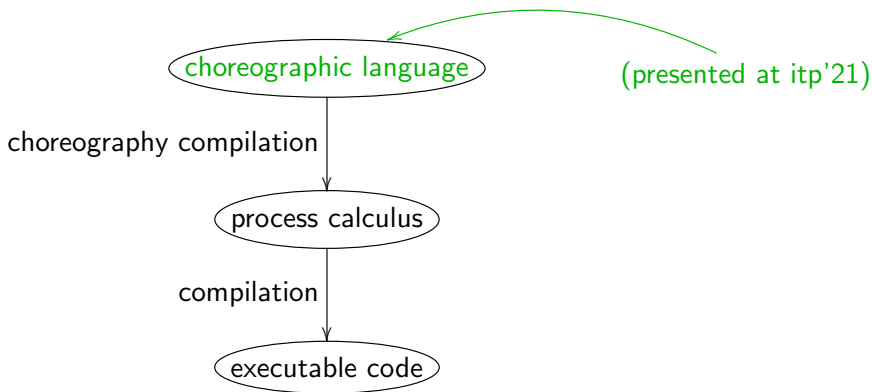 choreographic language
(presented at itp'21)
choreography compilation
process calculus
compilation
executable code